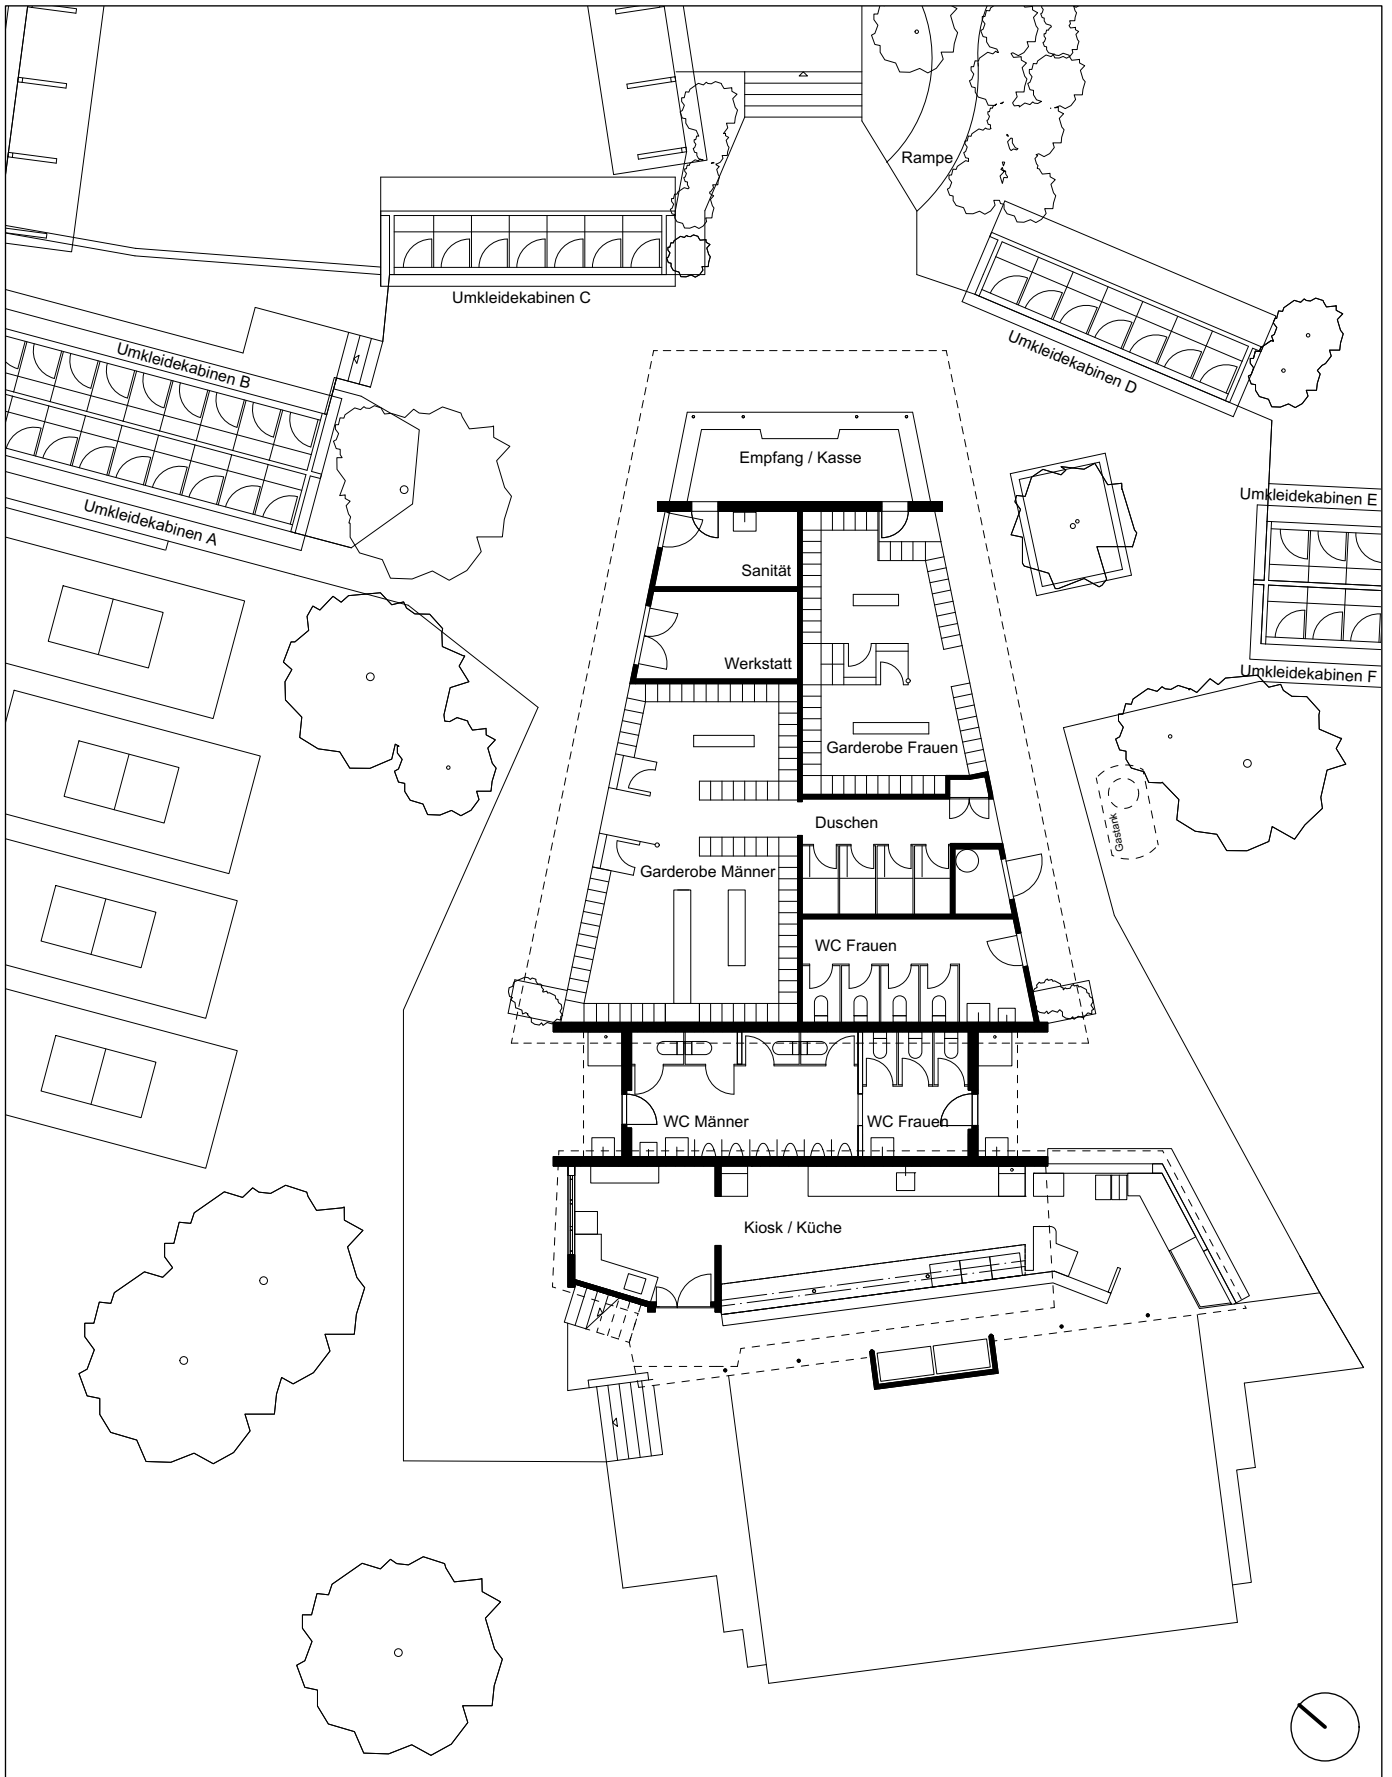 Rampe
Umkleidekabinen C
Umkleidekabinen B
Umkleidekabinen D
Empfang / Kasse
Umkleidekabinen E
Umkleidekabinen A
Sanität
Werkstatt
Umkleidekabinen F
Garderobe Frauen
Duschen
Gastank
Garderobe Männer
WC Frauen
WC Männer
WC Frauen
Kiosk / Küche